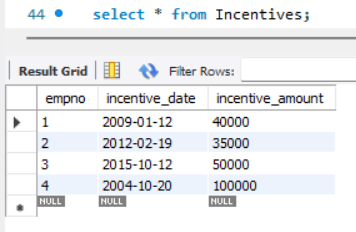 44 select * from Incentives;
Result Grid Filter Rows:
empno incentive_date incentive_amount
1 2009-01-12 40000
2 2012-02-19 35000
3 2015-10-12 50000
4 2004-10-20 100000
NULL NULL NULL